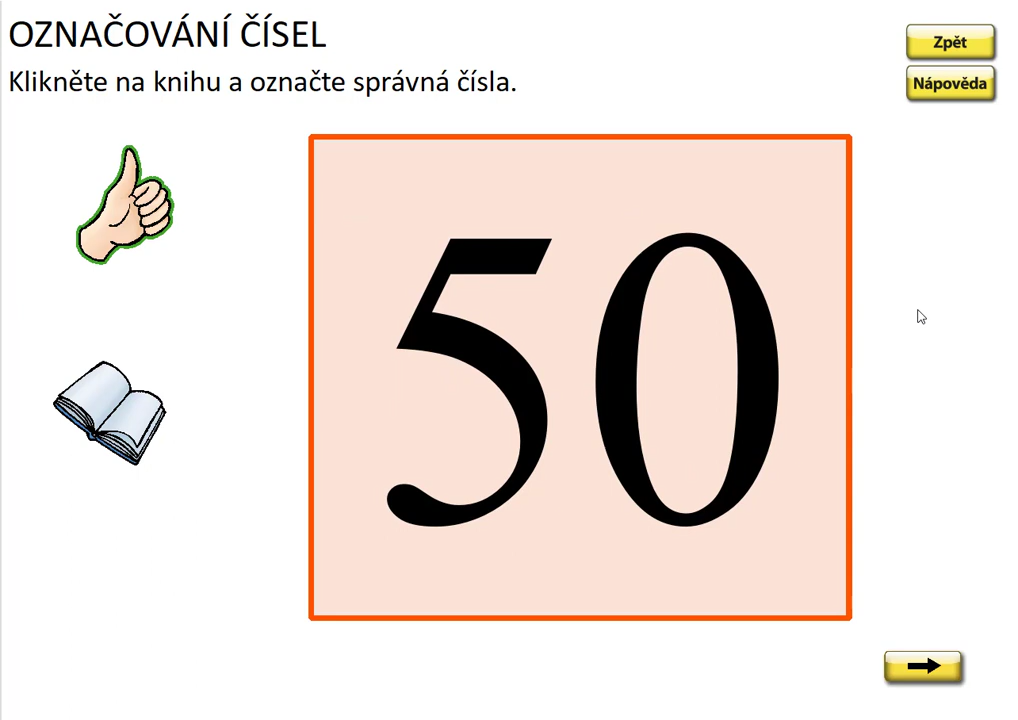 OZNAČOVÁNÍ ČÍSEL
Klikněte na knihu a označte správná čísla.
Zpět
Nápověda
50